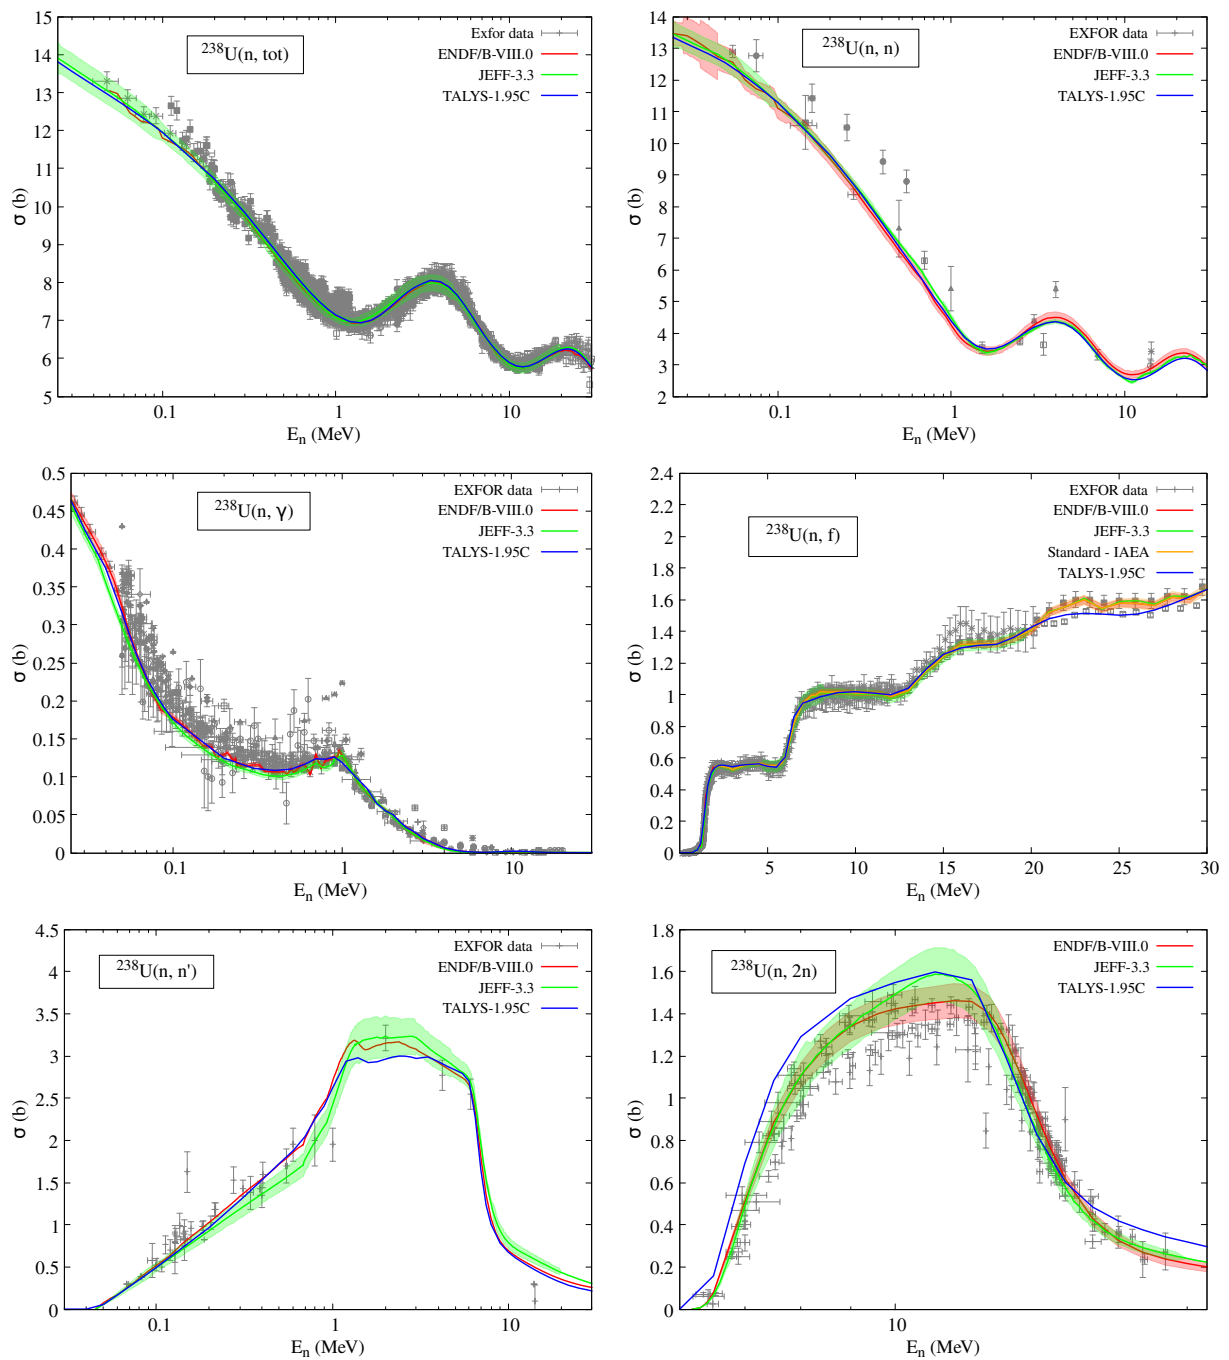 15
14
13
12
11
10
9
8
7
6
5
0.1
1
10
σ (b)
E_n (MeV)
²³⁸U(n, tot)
Exfor data
ENDF/B-VIII.0
JEFF-3.3
TALYS-1.95C
14
13
12
11
10
9
8
7
6
5
4
3
2
0.1
1
10
σ (b)
E_n (MeV)
²³⁸U(n, n)
EXFOR data
ENDF/B-VIII.0
JEFF-3.3
TALYS-1.95C
0.5
0.45
0.4
0.35
0.3
0.25
0.2
0.15
0.1
0.05
0
0.1
1
10
σ (b)
E_n (MeV)
²³⁸U(n, γ)
EXFOR data
ENDF/B-VIII.0
JEFF-3.3
TALYS-1.95C
2.4
2.2
2
1.8
1.6
1.4
1.2
1
0.8
0.6
0.4
0.2
0
5
10
15
20
25
30
σ (b)
E_n (MeV)
²³⁸U(n, f)
EXFOR data
ENDF/B-VIII.0
JEFF-3.3
Standard - IAEA
TALYS-1.95C
4.5
4
3.5
3
2.5
2
1.5
1
0.5
0
0.1
1
10
σ (b)
E_n (MeV)
²³⁸U(n, n')
EXFOR data
ENDF/B-VIII.0
JEFF-3.3
TALYS-1.95C
1.8
1.6
1.4
1.2
1
0.8
0.6
0.4
0.2
0
10
σ (b)
E_n (MeV)
²³⁸U(n, 2n)
ENDF/B-VIII.0
JEFF-3.3
TALYS-1.95C